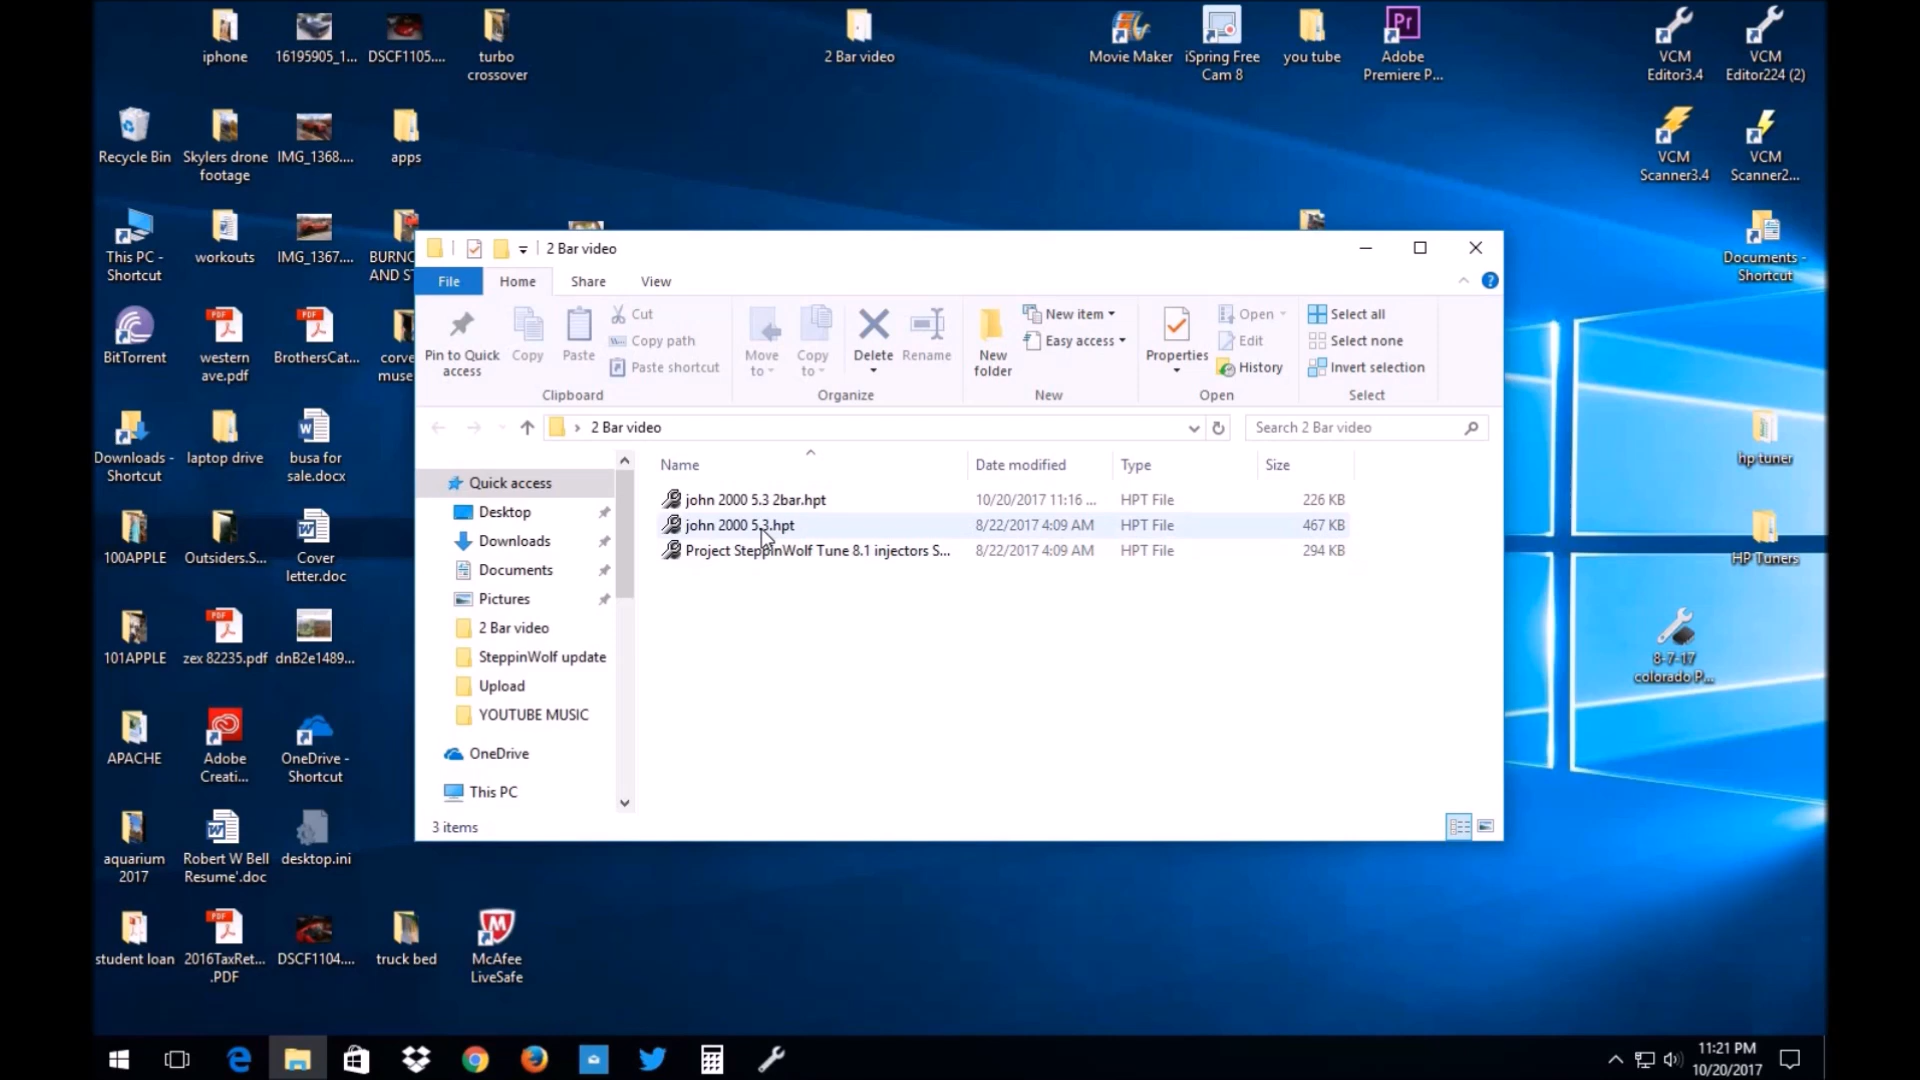 iphone
16195905_1...
DSCF1105....
turbo
crossover
2 Bar video
Movie Maker
iSpring Free
Cam 8
you tube
Adobe
Premiere P...
VCM
Editor3.4
VCM
Editor224 (2)
Recycle Bin
Skylers drone
footage
IMG_1368....
apps
VCM
Scanner3.4
VCM
Scanner2...
This PC -
Shortcut
workouts
IMG_1367....
Documents -
Shortcut
BitTorrent
western
ave.pdf
BrothersCat...
Downloads -
Shortcut
laptop drive
busa for
sale.docx
hp tuner
100APPLE
Outsiders.S...
Cover
letter.doc
HP Tuners
101APPLE
zex 82235.pdf
dnB2e1489...
8-7-17
colorado P...
APACHE
Adobe
Creati...
OneDrive -
Shortcut
aquarium
2017
Robert W Bell
Resume'.doc
desktop.ini
student loan
2016TaxRet...
.PDF
DSCF1104....
truck bed
McAfee
LiveSafe
2 Bar video
File
Home
Share
View
Pin to Quick
access
Copy
Paste
Cut
Copy path
Paste shortcut
Clipboard
Move
to
Copy
to
Delete
Rename
Organize
New
folder
New item
Easy access
New
Properties
Open
Edit
History
Open
Select all
Select none
Invert selection
Select
2 Bar video
Search 2 Bar video
Name
Date modified
Type
Size
john 2000 5.3 2bar.hpt
10/20/2017 11:16 ...
HPT File
226 KB
john 2000 5.3.hpt
8/22/2017 4:09 AM
HPT File
467 KB
Project SteppinWolf Tune 8.1 injectors S...
8/22/2017 4:09 AM
HPT File
294 KB
Quick access
Desktop
Downloads
Documents
Pictures
2 Bar video
SteppinWolf update
Upload
YOUTUBE MUSIC
OneDrive
This PC
3 items
11:21 PM
10/20/2017